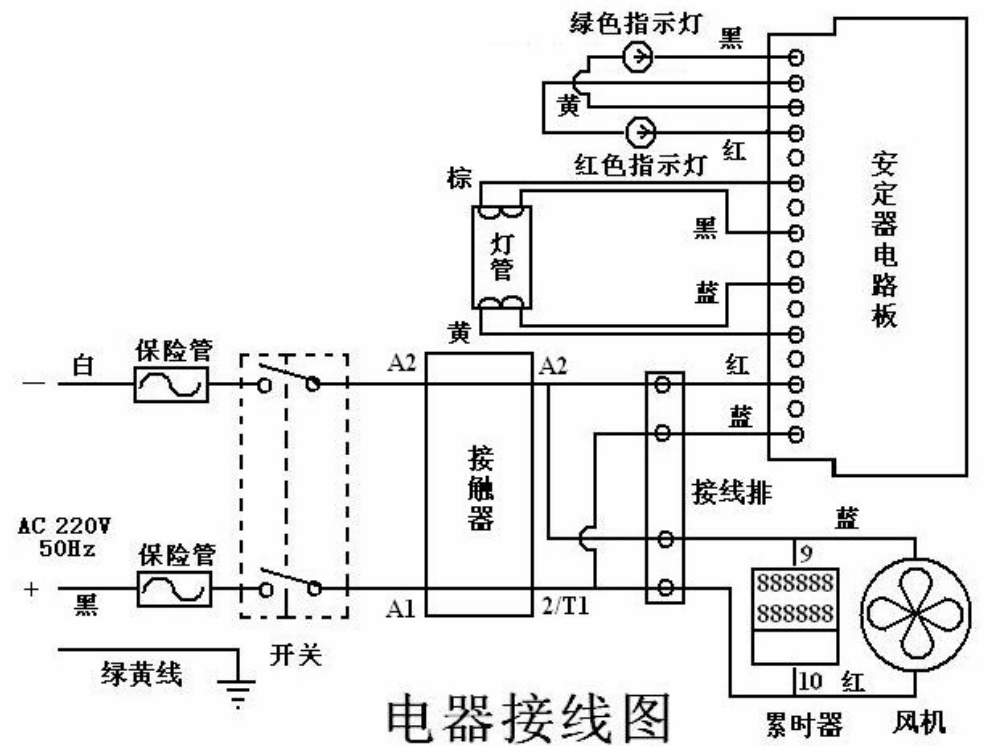 绿色指示灯
黑
黄
红
红色指示灯
安定器电路板
棕
灯管
黑
蓝
黄
白
保险管
A2
A2
红
蓝
接触器
接线排
AC 220V
50Hz
保险管
黑
A1
2/T1
开关
绿黄线
蓝
9
888888
888888
10
红
累时器
风机
电器接线图